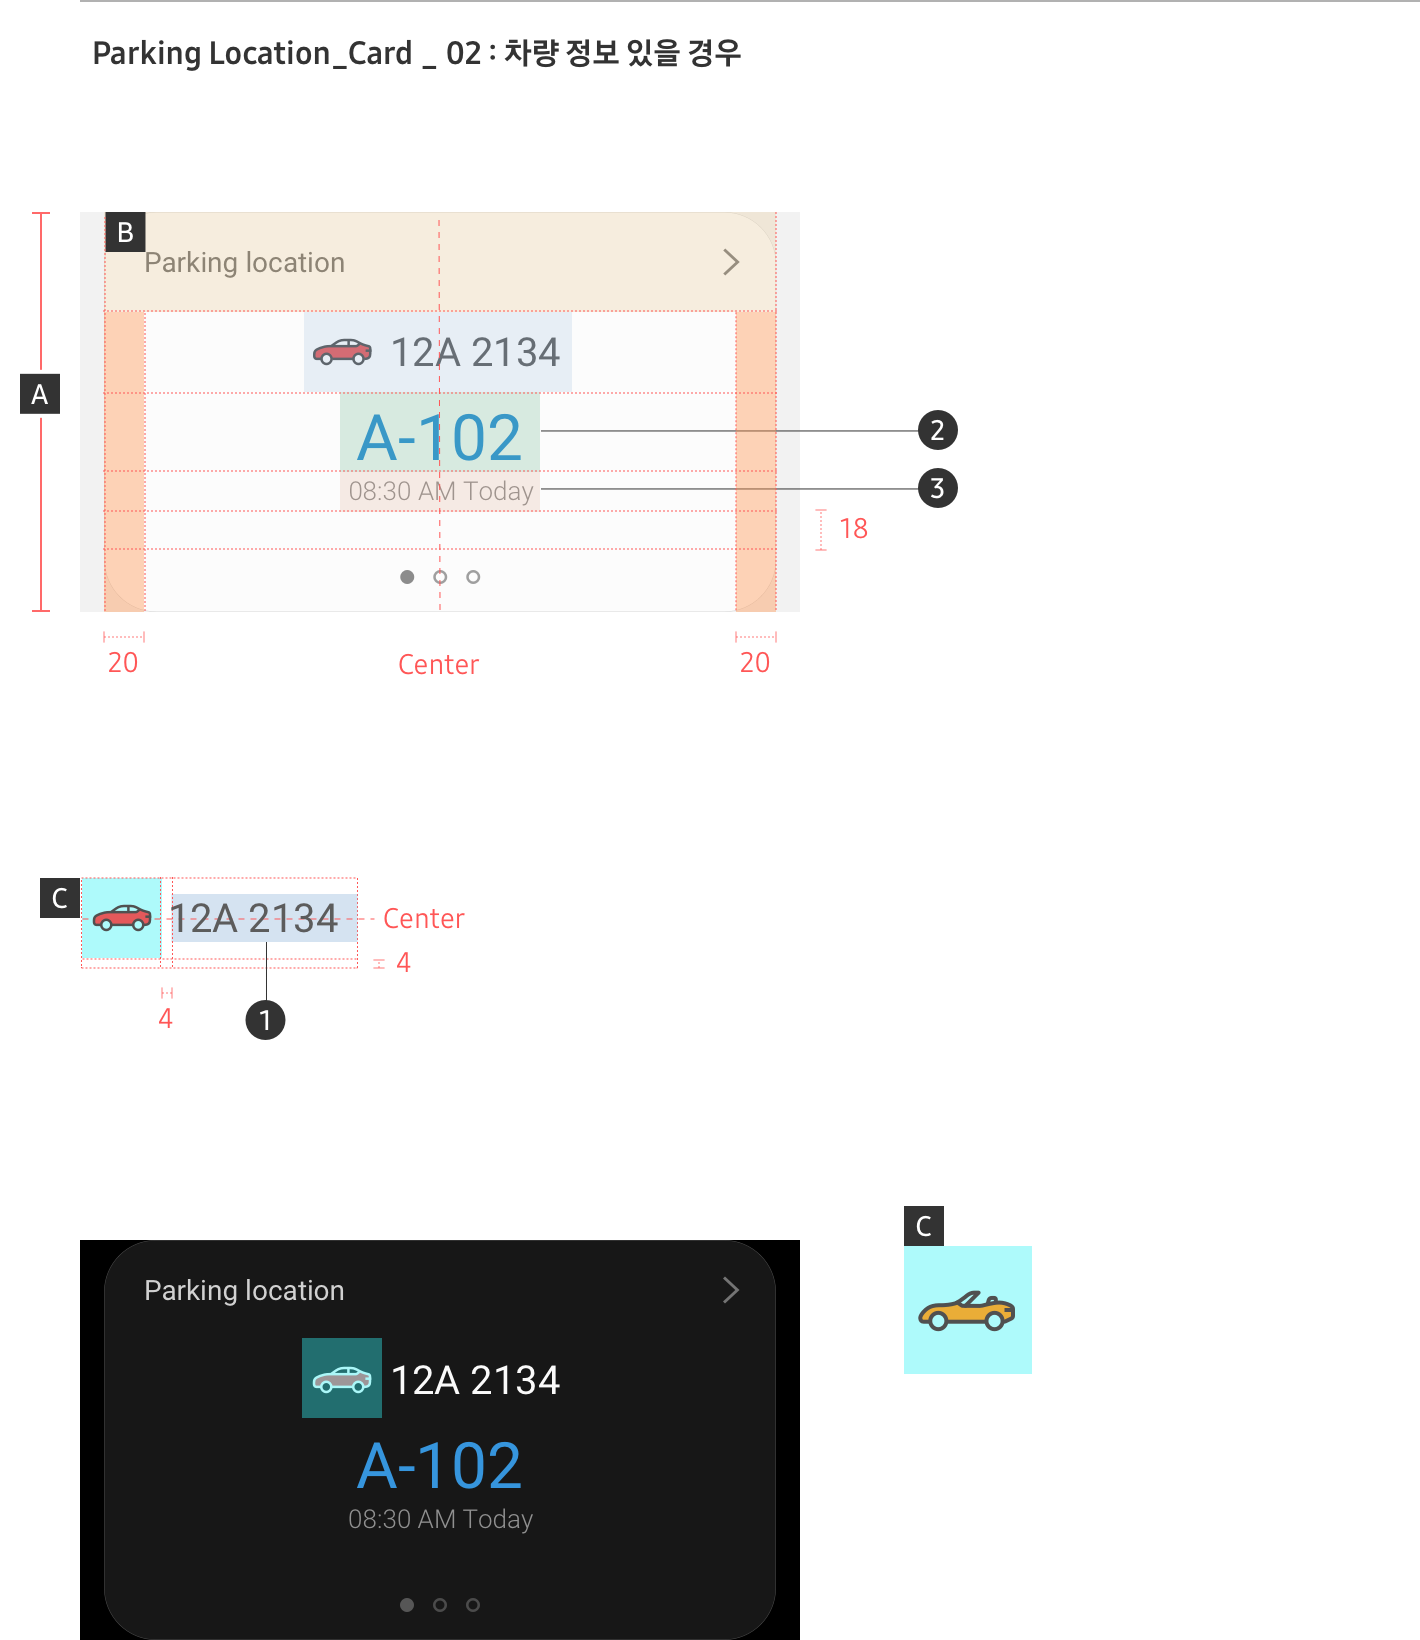 Parking Location_Card _ 02 : 차량 정보 있을 경우
B
Parking location
12A 2134
A
A-102
2
08:30 AM Today
3
18
20
Center
20
C
12A 2134
Center
4
4
1
C
Parking location
12A 2134
A-102
08:30 AM Today